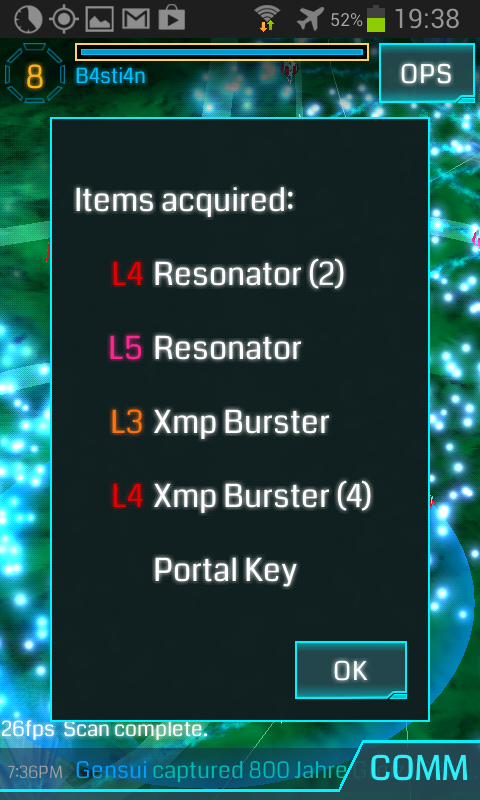 52% 19:38
8 B4sti4n OPS
Items acquired:
L4 Resonator (2)
L5 Resonator
L3 Xmp Burster
L4 Xmp Burster (4)
Portal Key
OK
26fps Scan complete.
7:36PM Gensui captured 800 Jahre COMM